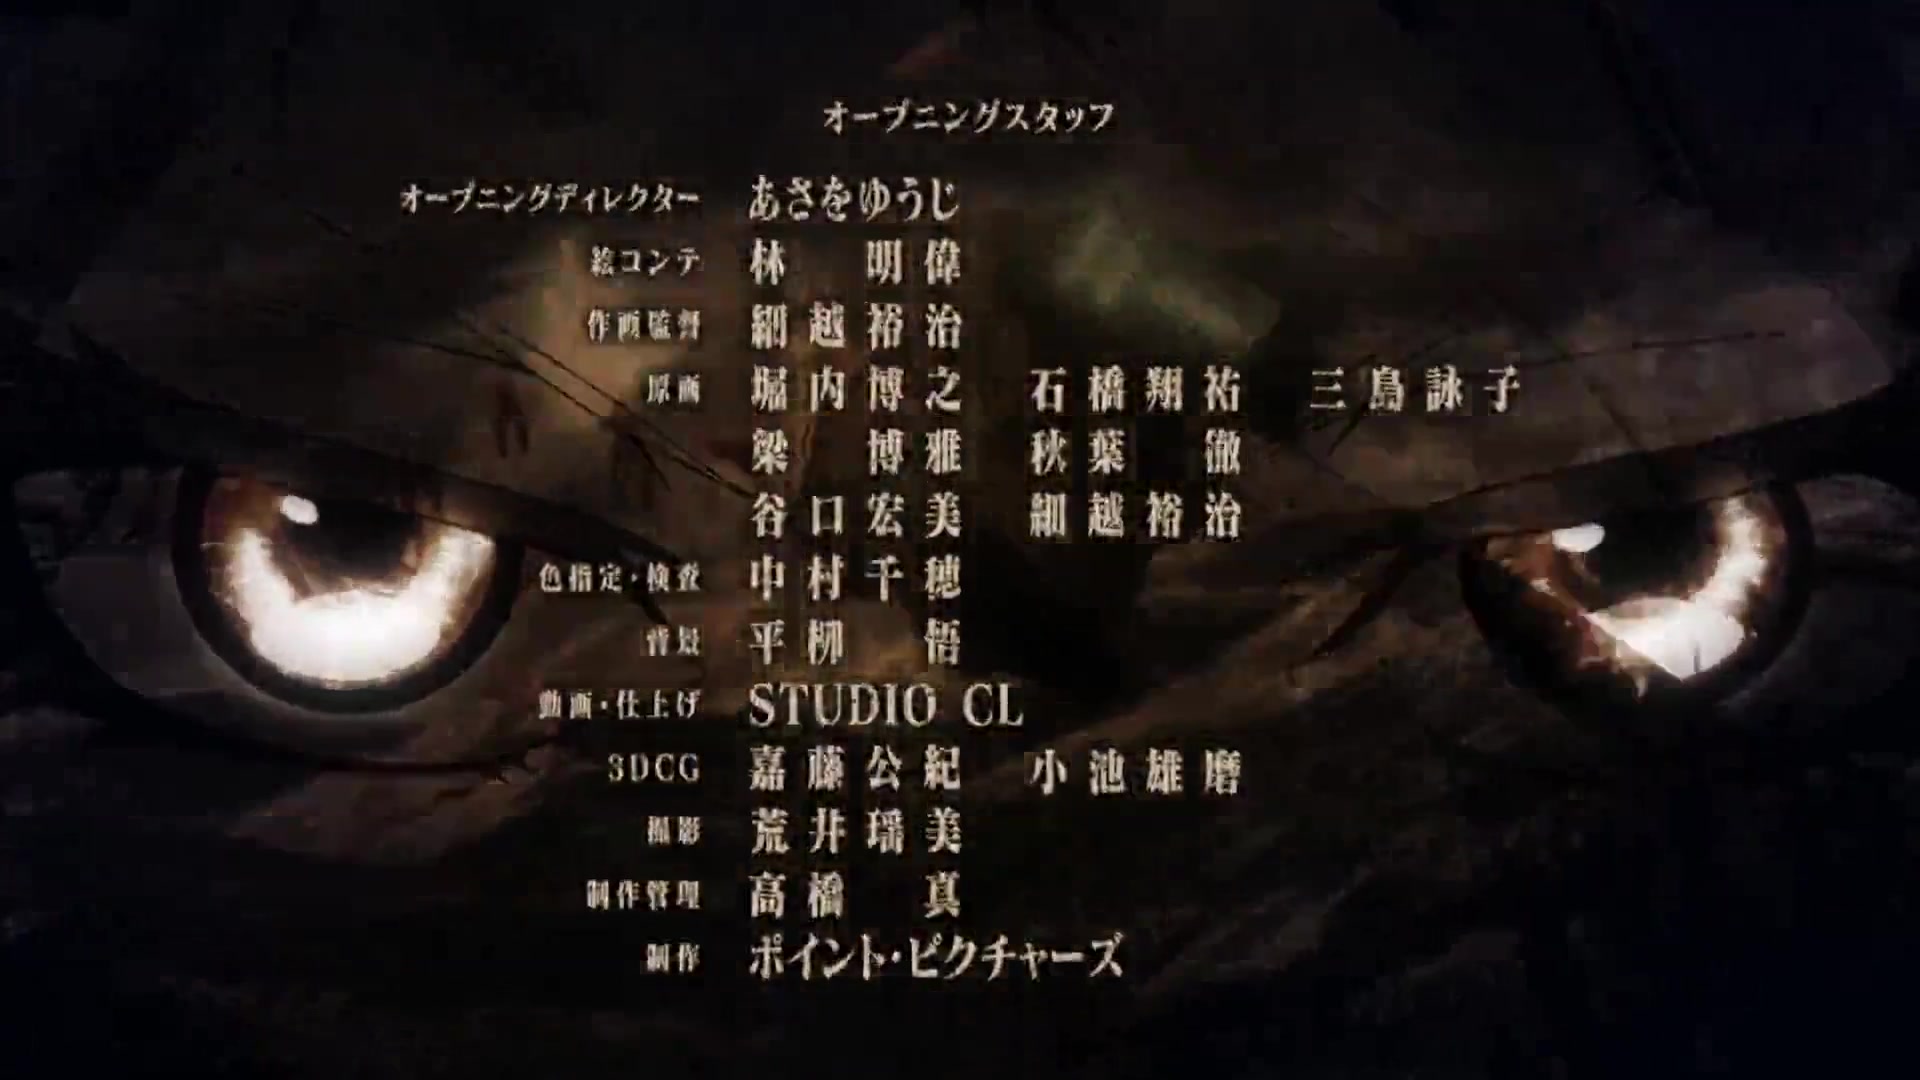 オープニングスタッフ
オープニングディレクター あさをゆうじ
絵コンテ 林 明偉
作画監督 細越裕治
原画 堀内博之 石橋翔祐 三島詠子
梁 博雅 秋葉 徹
谷口宏美 細越裕治
色指定・検査 中村千穂
背景 平柳 悟
動画・仕上げ STUDIO CL
3DCG 嘉藤公紀 小池雄磨
撮影 荒井瑶美
制作管理 高橋 真
制作 ポイント・ピクチャーズ